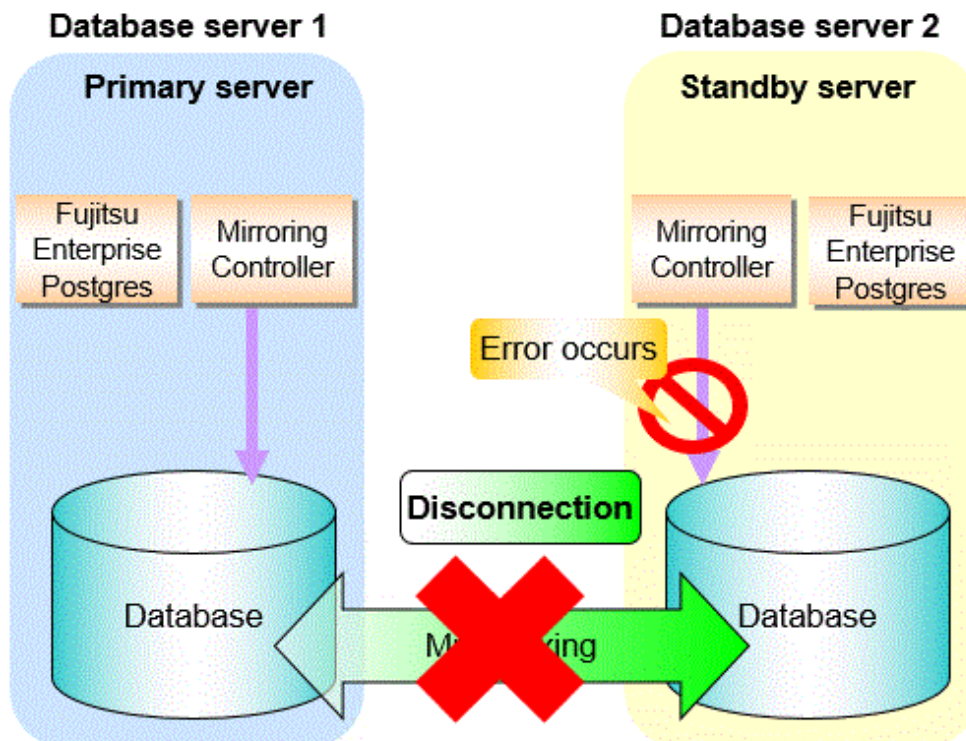 Database server 1
Database server 2
Primary server
Standby server
Fujitsu
Enterprise
Postgres
Mirroring
Controller
Mirroring
Controller
Fujitsu
Enterprise
Postgres
Error occurs
Disconnection
Database
Database